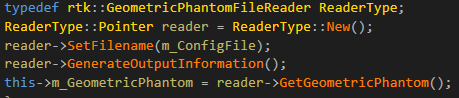 typedef rtk::GeometricPhantomFileReader ReaderType;
ReaderType::Pointer reader = ReaderType::New();
reader->SetFilename(m_ConfigFile);
reader->GenerateOutputInformation();
this->m_GeometricPhantom = reader->GetGeometricPhantom();